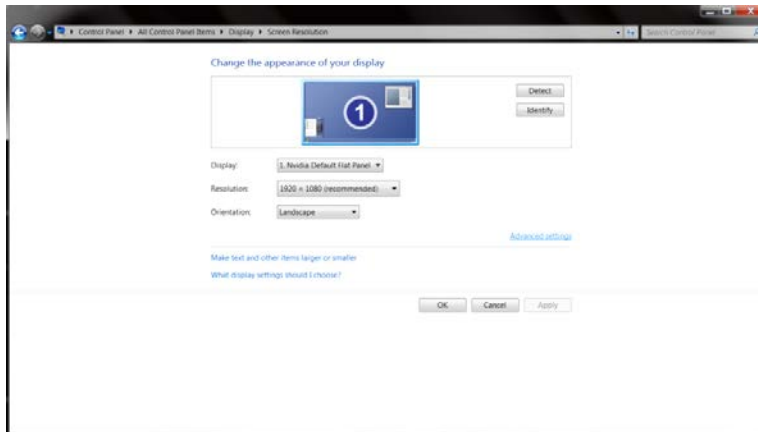 Control Panel ▸ All Control Panel Items ▸ Display ▸ Screen Resolution
Search Control Panel
Change the appearance of your display
1
Detect
Identify
Display: 1. Nvidia Default Flat Panel
Resolution: 1920 × 1080 (recommended)
Orientation: Landscape
Advanced settings
Make text and other items larger or smaller
What display settings should I choose?
OK Cancel Apply